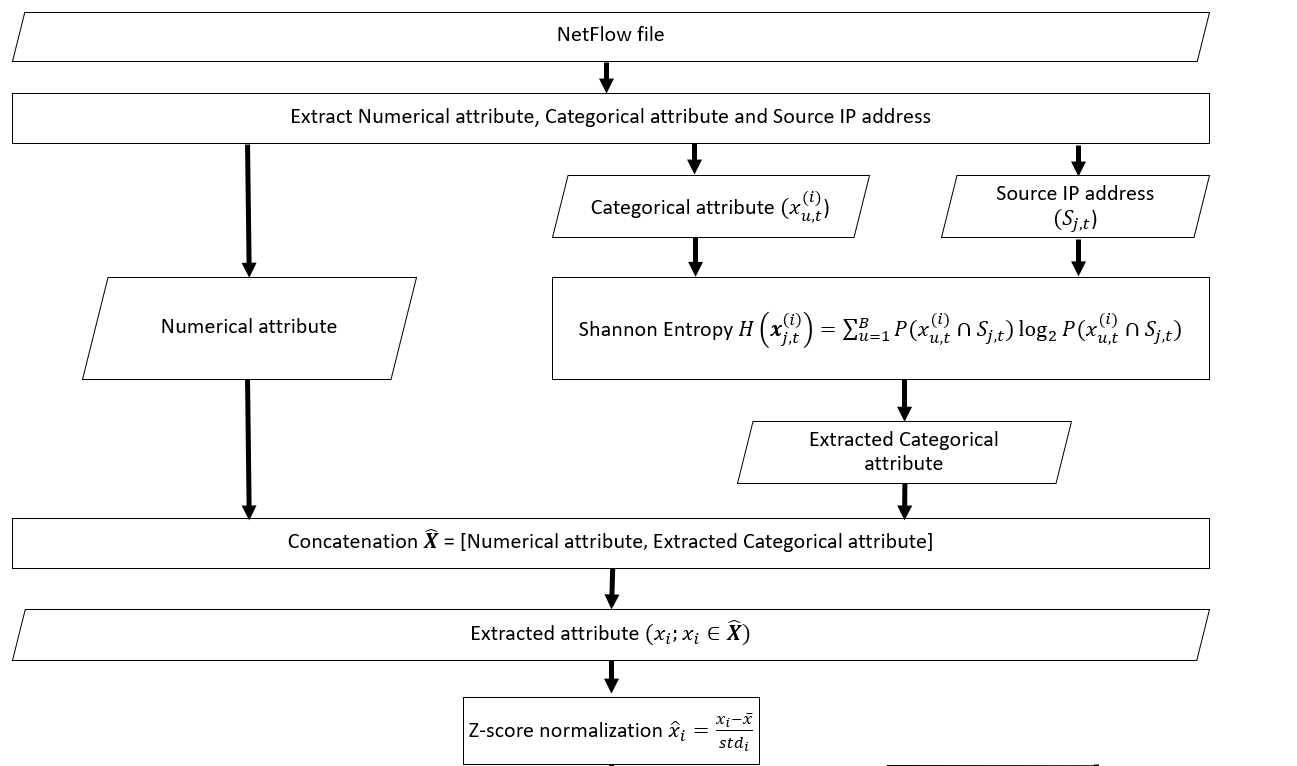 NetFlow file
Extract Numerical attribute, Categorical attribute and Source IP address
Categorical attribute (x_{u,t}^{(i)})
Source IP address
(S_{j,t})
Numerical attribute
Shannon Entropy H(𝒙_{j,t}^{(i)}) = ∑_{u=1}^{B} P(x_{u,t}^{(i)} ∩ S_{j,t}) log_2 P(x_{u,t}^{(i)} ∩ S_{j,t})
Extracted Categorical
attribute
Concatenation X̂ = [Numerical attribute, Extracted Categorical attribute]
Extracted attribute (x_i; x_i ∈ X̂)
Z-score normalization x̂_i = \frac{x_i − x̄}{std_i}